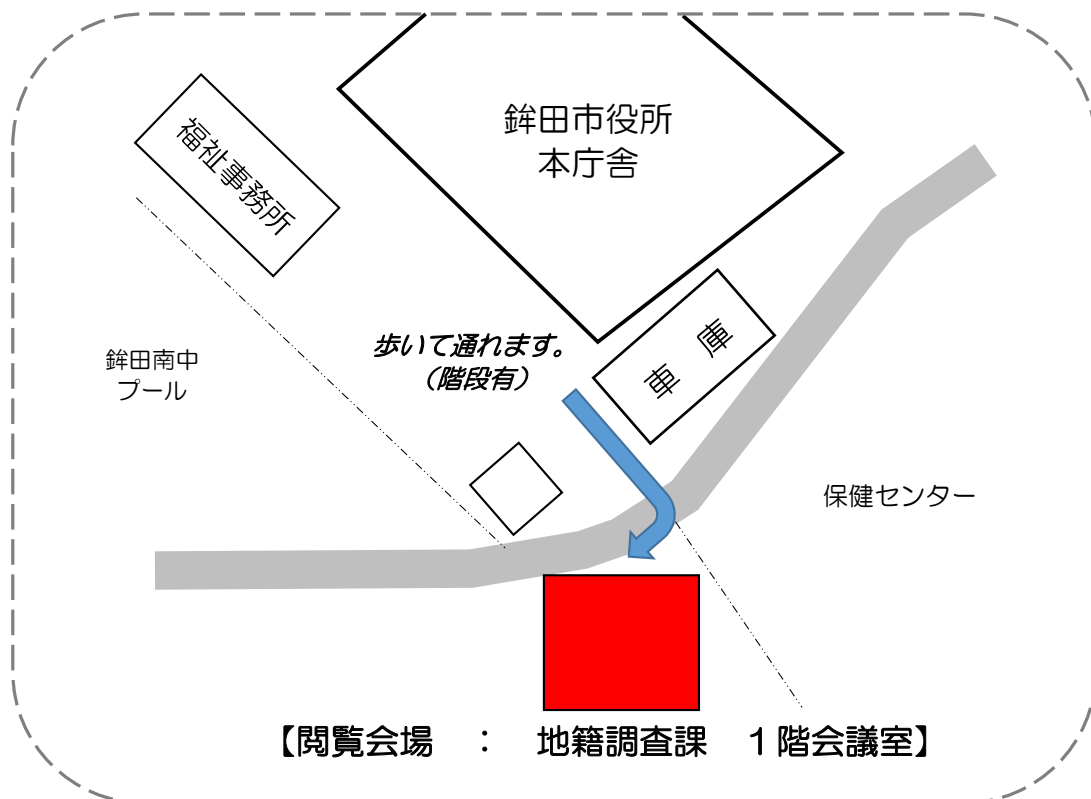 鉾田市役所
本庁舎
福祉事務所
歩いて通れます。
（階段有）
車　庫
鉾田南中
プール
保健センター
【閲覧会場　：　地籍調査課　１階会議室】